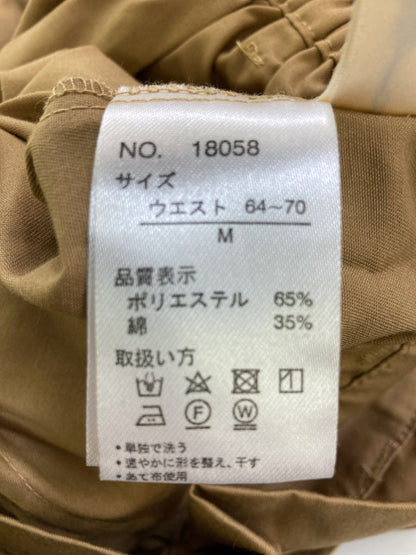 NO. 18058
サイズ
ウエスト 64~70
M
品質表示
ポリエステル 65%
綿 35%
取扱い方
F W
・単独で洗う
・速やかに形を整え、干す
・あて布使用